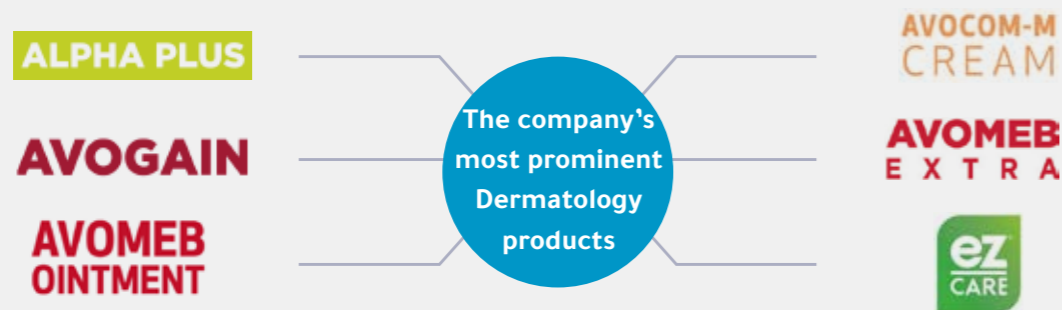 ALPHA PLUS
AVOGAIN
AVOMEB
OINTMENT
The company's
most prominent
Dermatology
products
AVOCOM-M
CREAM
AVOMEB
EXTRA
ez
CARE